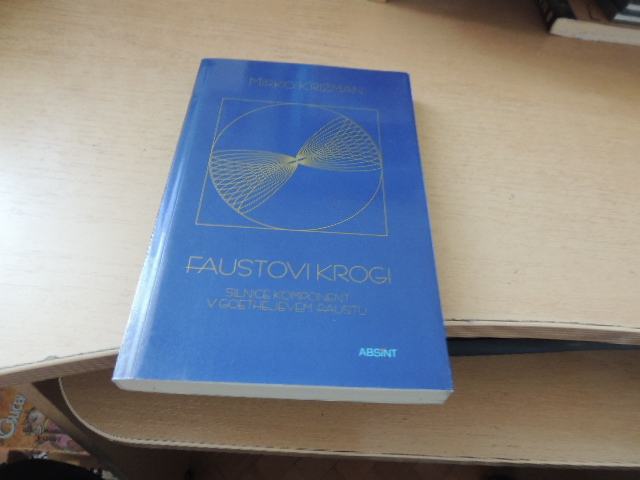 MIRKO KRIŽMAN
FAUSTOVI KROGI
SILNICE KOMPONENT
V GOETHEJEVEM FAUSTU
ABSINT